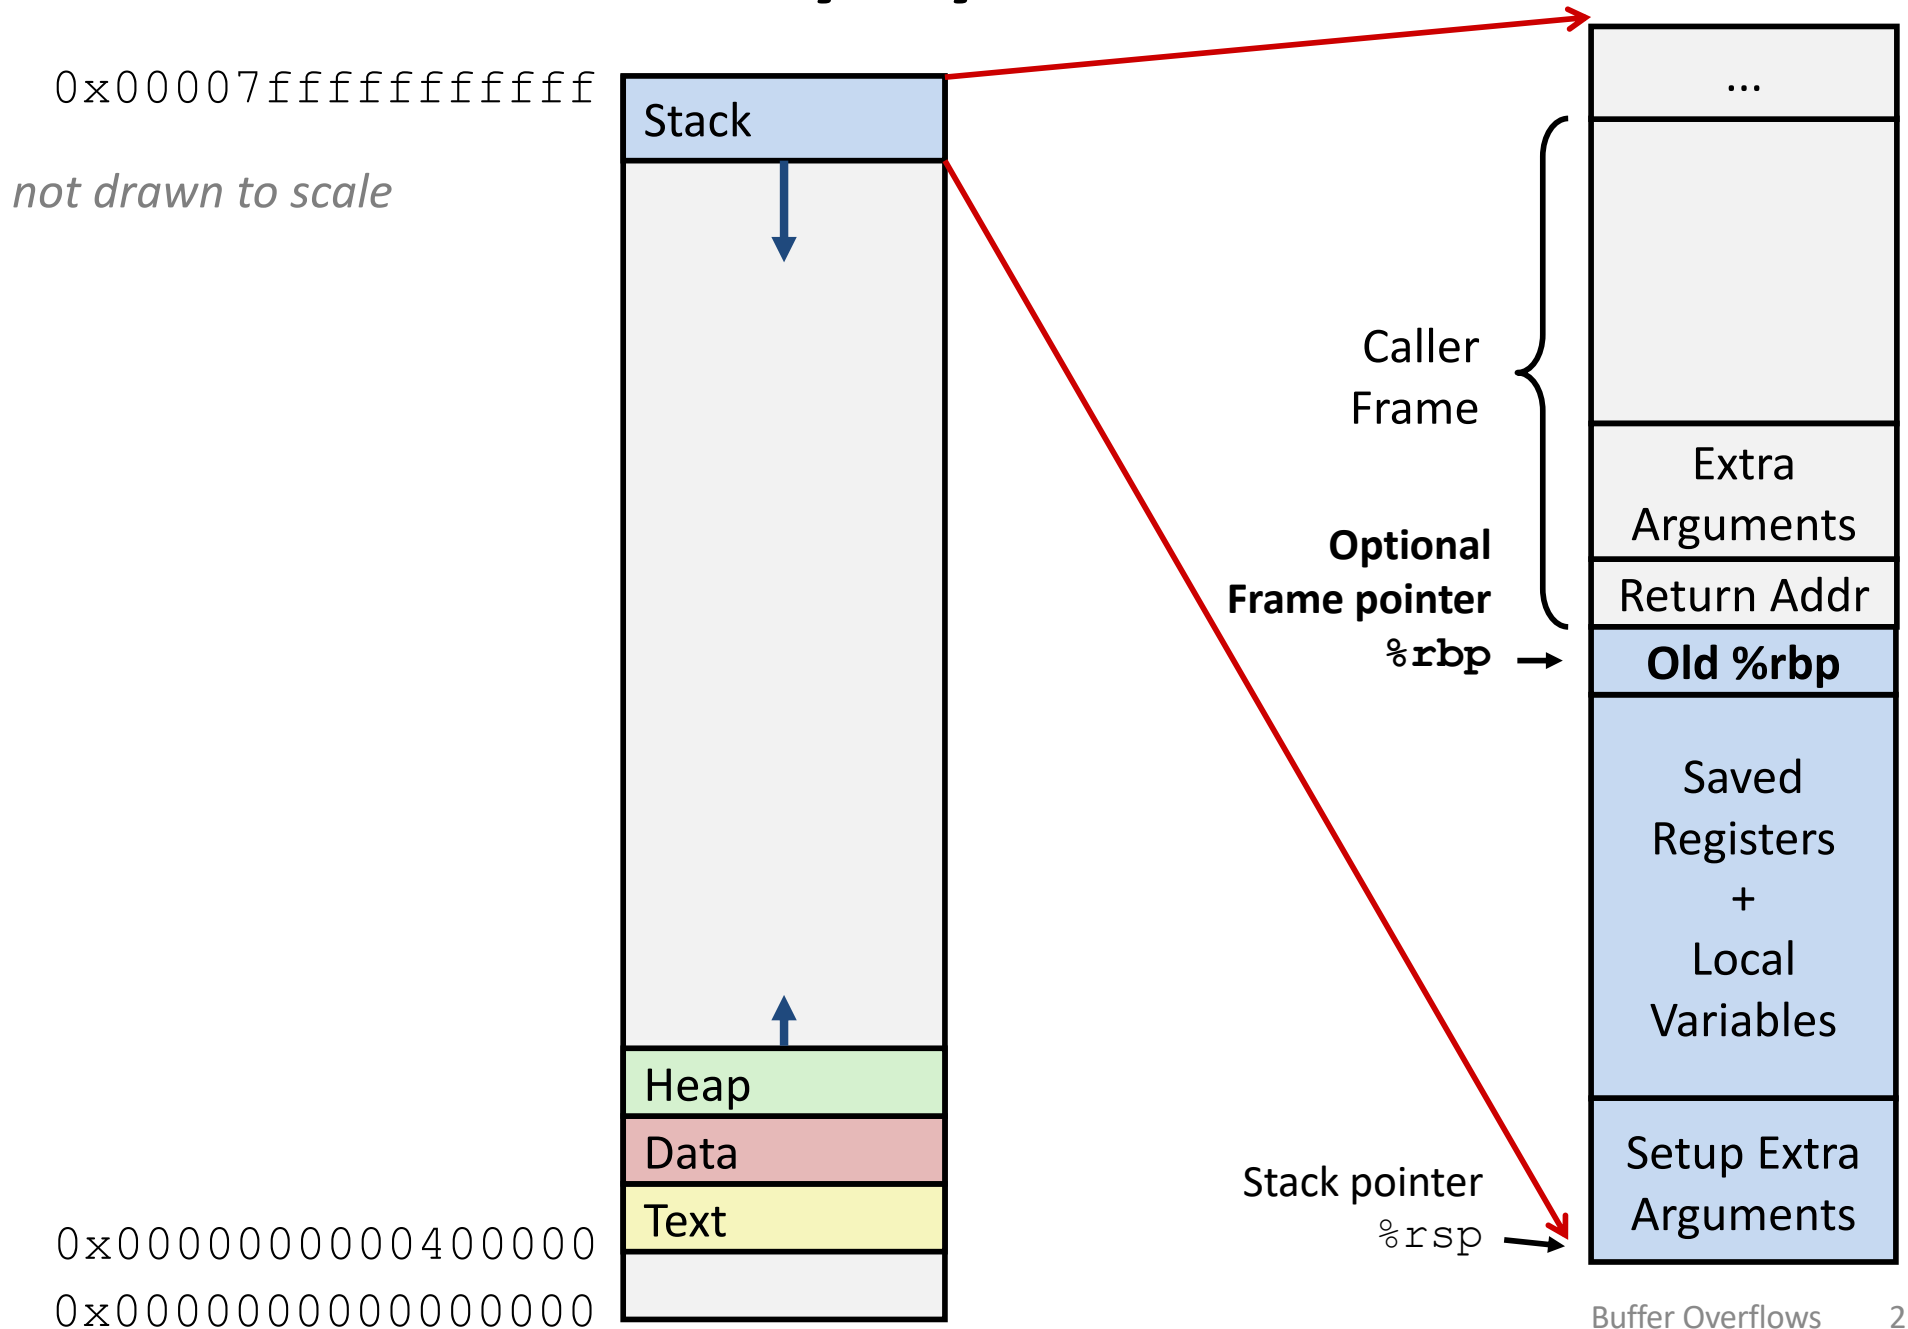 0x00007fffffffffff
Stack
not drawn to scale
Heap
Data
Text
0x0000000000400000
0x0000000000000000
...
Caller
Frame
Extra
Arguments
Return Addr
Optional
Frame pointer
%rbp
Old %rbp
Saved
Registers
+
Local
Variables
Setup Extra
Arguments
Stack pointer
%rsp
Buffer Overflows 2